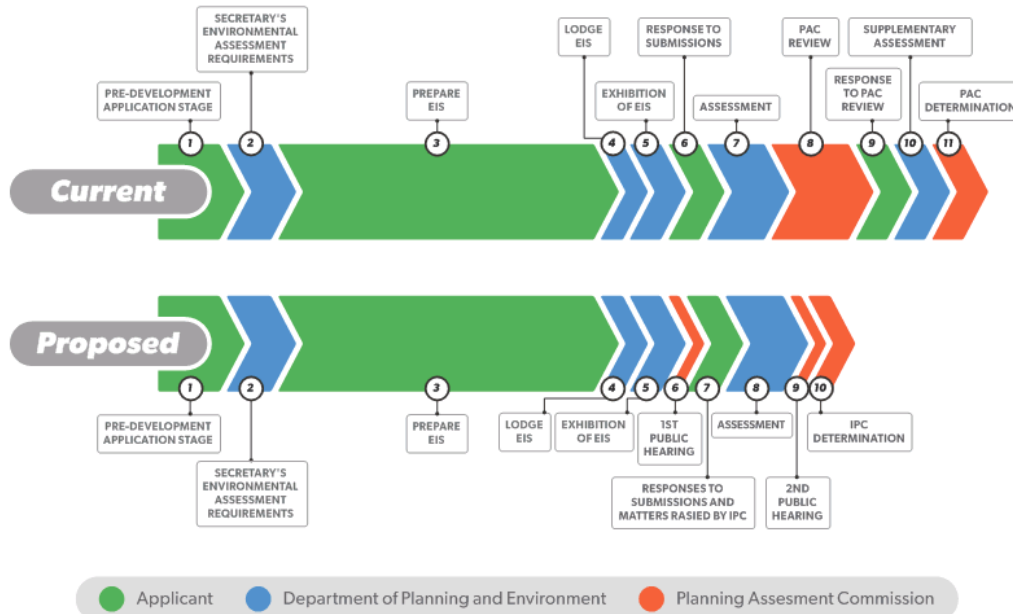 SECRETARY'S
ENVIRONMENTAL
ASSESSMENT
REQUIREMENTS
LODGE
EIS
RESPONSE TO
SUBMISSIONS
PAC
REVIEW
SUPPLEMENTARY
ASSESSMENT
PRE-DEVELOPMENT
APPLICATION STAGE
PREPARE
EIS
EXHIBITION
OF EIS
ASSESSMENT
RESPONSE
TO PAC
REVIEW
PAC
DETERMINATION
1
2
3
4
5
6
7
8
9
10
11
Current
Proposed
1
2
3
4
5
6
7
8
9
10
PRE-DEVELOPMENT
APPLICATION STAGE
PREPARE
EIS
LODGE
EIS
EXHIBITION
OF EIS
1ST
PUBLIC
HEARING
ASSESSMENT
IPC
DETERMINATION
SECRETARY'S
ENVIRONMENTAL
ASSESSMENT
REQUIREMENTS
RESPONSES TO
SUBMISSIONS AND
MATTERS RASIED BY IPC
2ND
PUBLIC
HEARING
Applicant
Department of Planning and Environment
Planning Assesment Commission